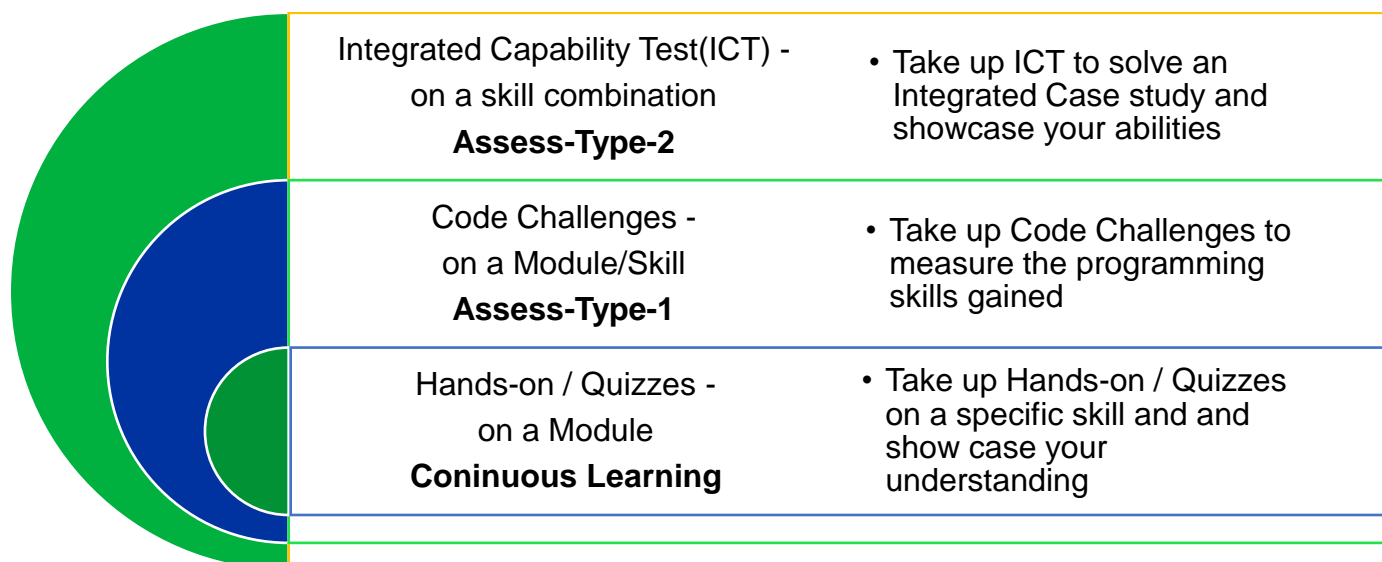 Integrated Capability Test(ICT) -
on a skill combination
Assess-Type-2
• Take up ICT to solve an
Integrated Case study and
showcase your abilities
Code Challenges -
on a Module/Skill
Assess-Type-1
• Take up Code Challenges to
measure the programming
skills gained
Hands-on / Quizzes -
on a Module
Coninuous Learning
• Take up Hands-on / Quizzes
on a specific skill and and
show case your
understanding